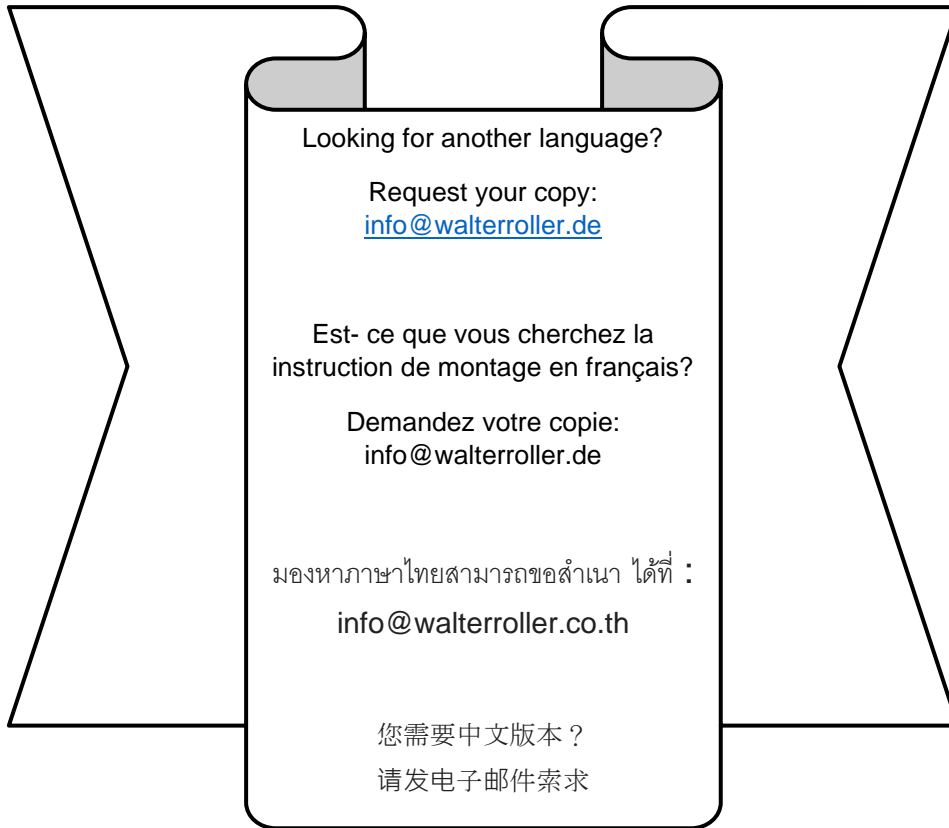 Looking for another language?
Request your copy:
info@walterroller.de
Est- ce que vous cherchez la
instruction de montage en français?
Demandez votre copie:
info@walterroller.de
มองหาภาษาไทยสามารถขอสำเนา ได้ที่ :
info@walterroller.co.th
您需要中文版本？
请发电子邮件索求